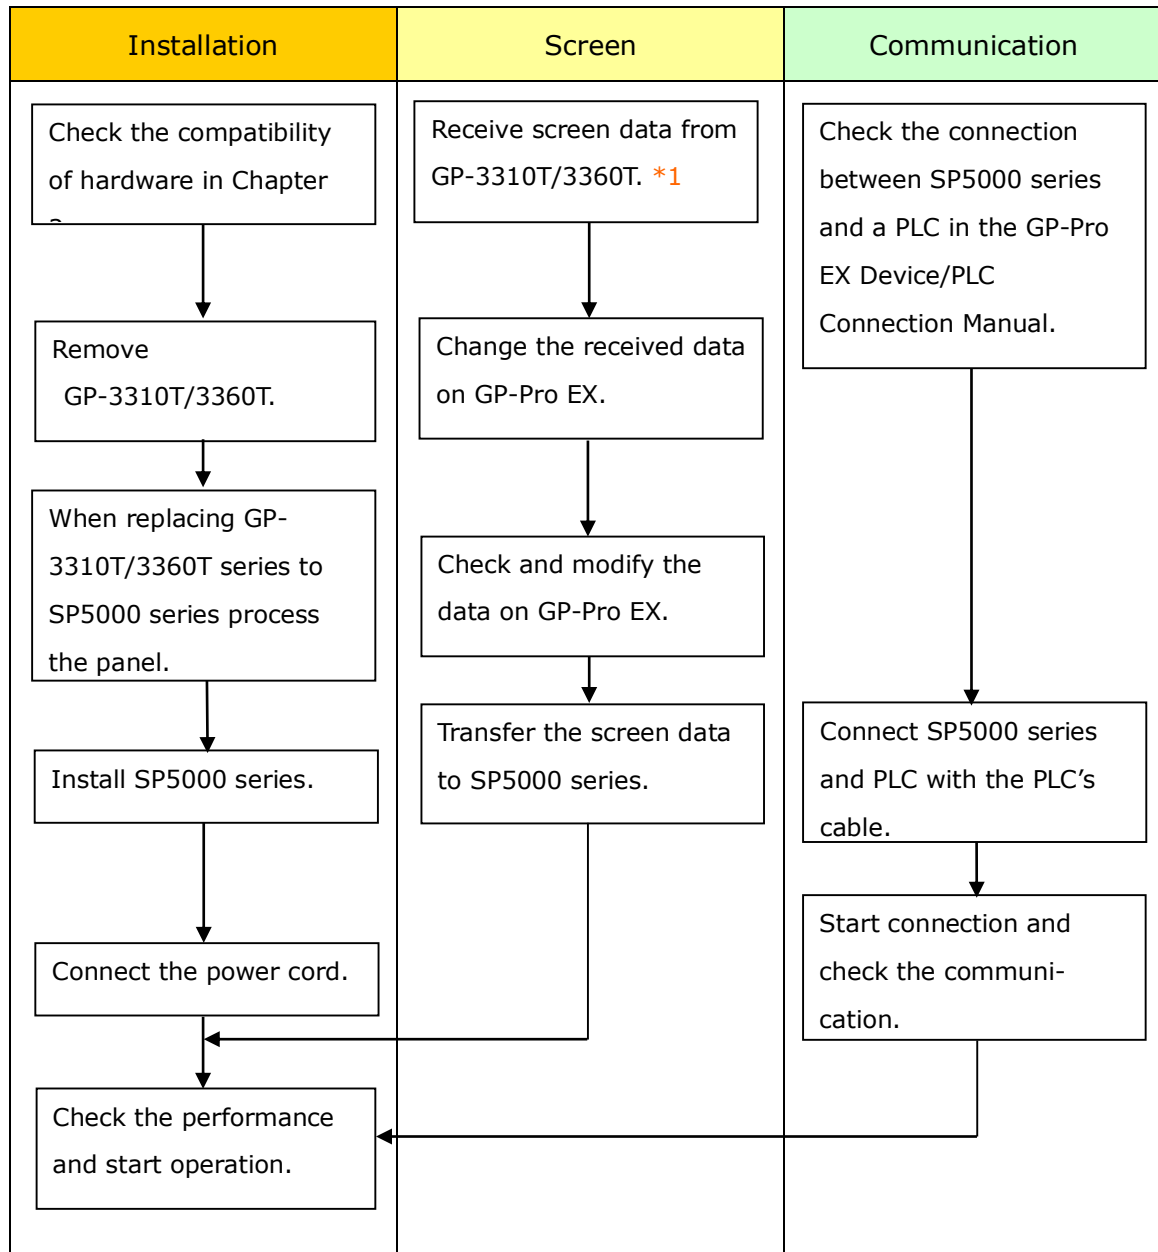 Installation
Screen
Communication
Check the compatibility
of hardware in Chapter
Remove
GP-3310T/3360T.
When replacing GP-
3310T/3360T series to
SP5000 series process
the panel.
Install SP5000 series.
Connect the power cord.
Check the performance
and start operation.
Receive screen data from
GP-3310T/3360T. *1
Change the received data
on GP-Pro EX.
Check and modify the
data on GP-Pro EX.
Transfer the screen data
to SP5000 series.
Check the connection
between SP5000 series
and a PLC in the GP-Pro
EX Device/PLC
Connection Manual.
Connect SP5000 series
and PLC with the PLC’s
cable.
Start connection and
check the communi-
cation.